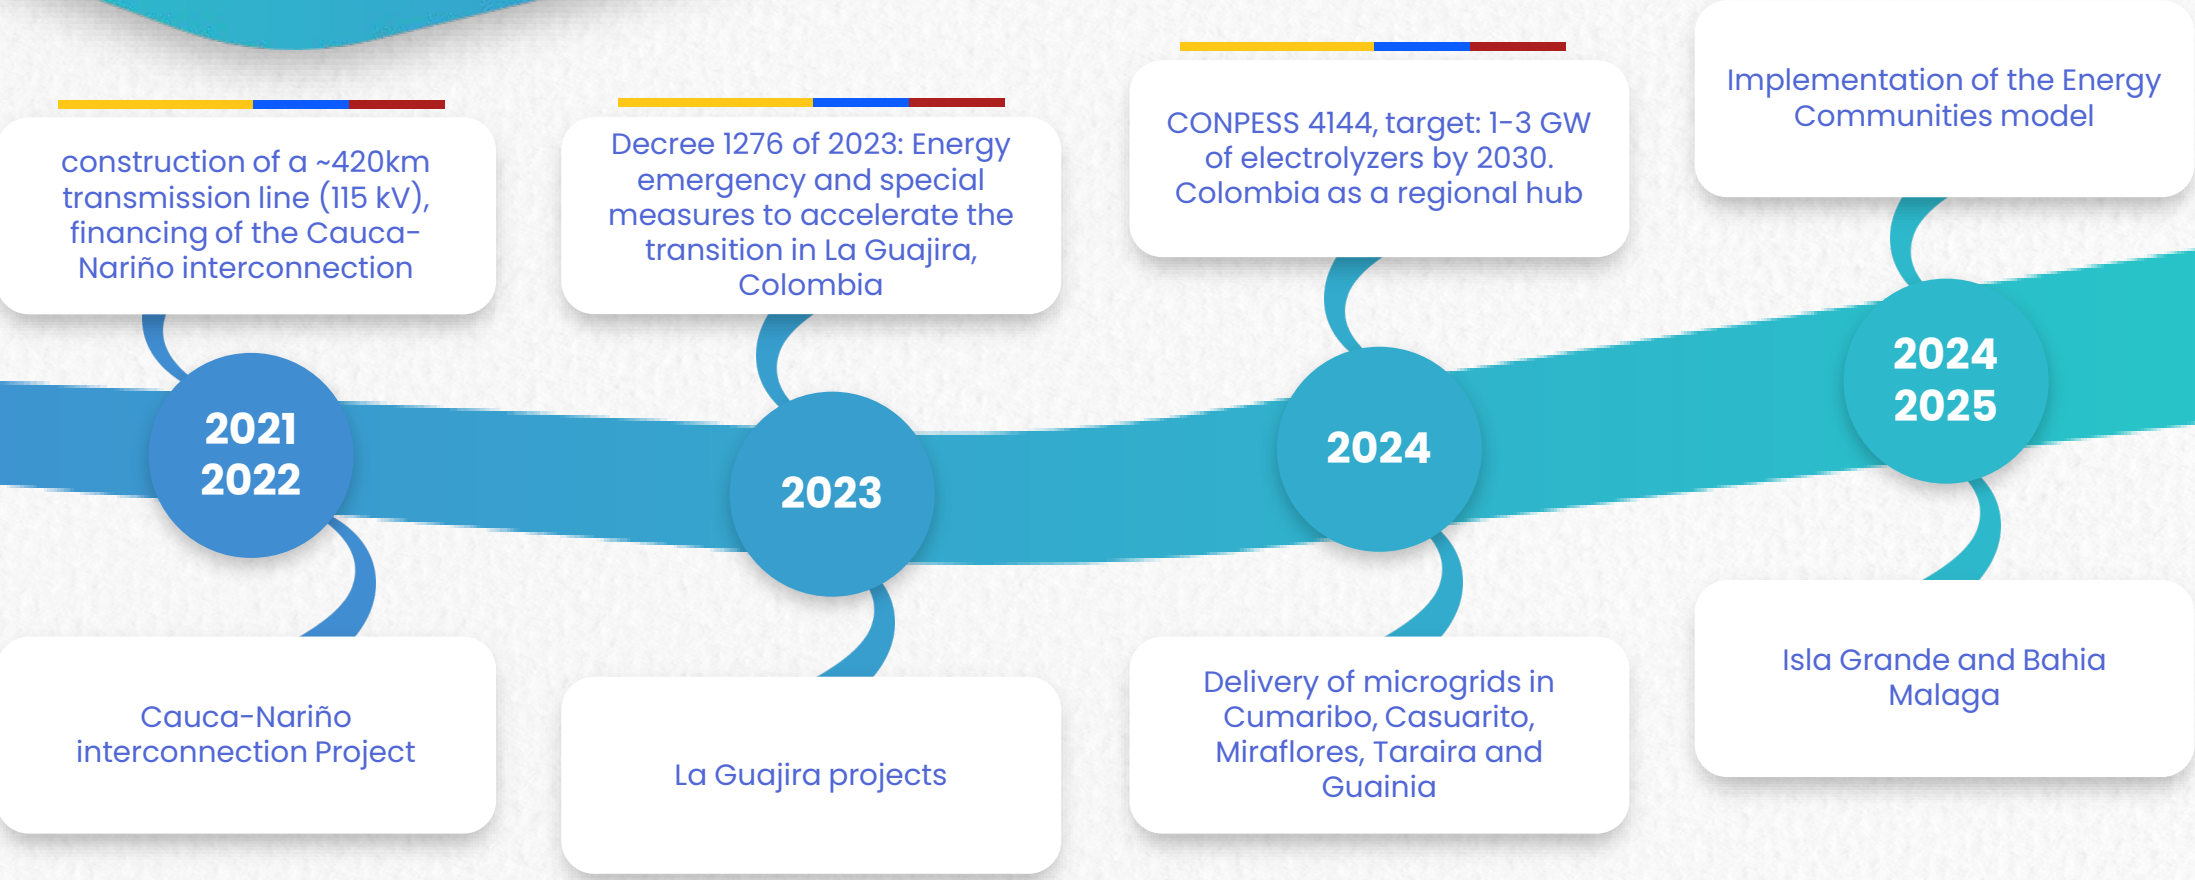 construction of a ~420km
transmission line (115 kV),
financing of the Cauca-
Nariño interconnection
2021
2022
Cauca-Nariño
interconnection Project
Decree 1276 of 2023: Energy
emergency and special
measures to accelerate the
transition in La Guajira,
Colombia
2023
La Guajira projects
CONPESS 4144, target: 1-3 GW
of electrolyzers by 2030.
Colombia as a regional hub
2024
Delivery of microgrids in
Cumaribo, Casuarito,
Miraflores, Taraira and
Guainia
Implementation of the Energy
Communities model
2024
2025
Isla Grande and Bahia
Malaga